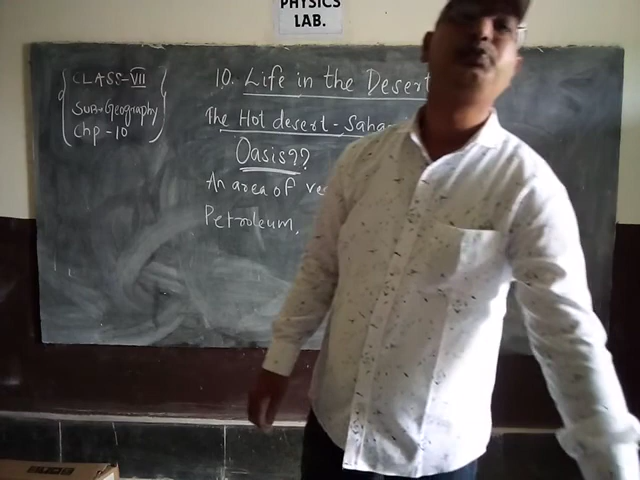 PHYSICS
LAB.
CLASS-VII
SUB-Geography
Chp-10
10. Life in the Desert
The Hot desert - Saha
Oasis??
An area of ve
Petroleum.